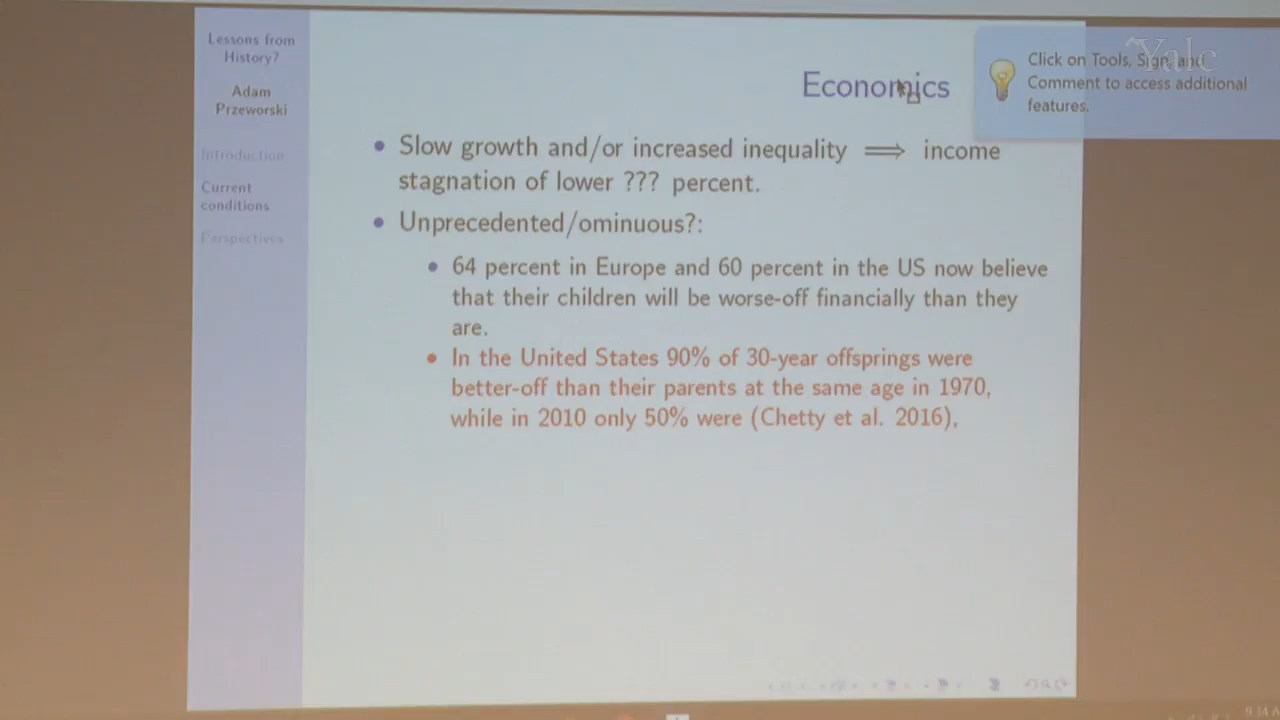 Lessons from
History?
Adam
Przeworski
Introduction
Current
conditions
Perspectives
Economics
• Slow growth and/or increased inequality ⟹ income
stagnation of lower ??? percent.
• Unprecedented/ominuous?:
• 64 percent in Europe and 60 percent in the US now believe
that their children will be worse-off financially than they
are.
• In the United States 90% of 30-year offsprings were
better-off than their parents at the same age in 1970,
while in 2010 only 50% were (Chetty et al. 2016),
Yale
Click on Tools, Sign, and
Comment to access additional
features.